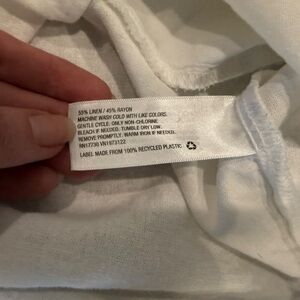 55% LINEN / 45% RAYON
MACHINE WASH COLD WITH LIKE COLORS.
GENTLE CYCLE. ONLY NON-CHLORINE
BLEACH IF NEEDED. TUMBLE DRY LOW.
REMOVE PROMPTLY; WARM IRON IF NEEDED.
RN17730 VN1973122
LABEL MADE FROM 100% RECYCLED PLASTIC